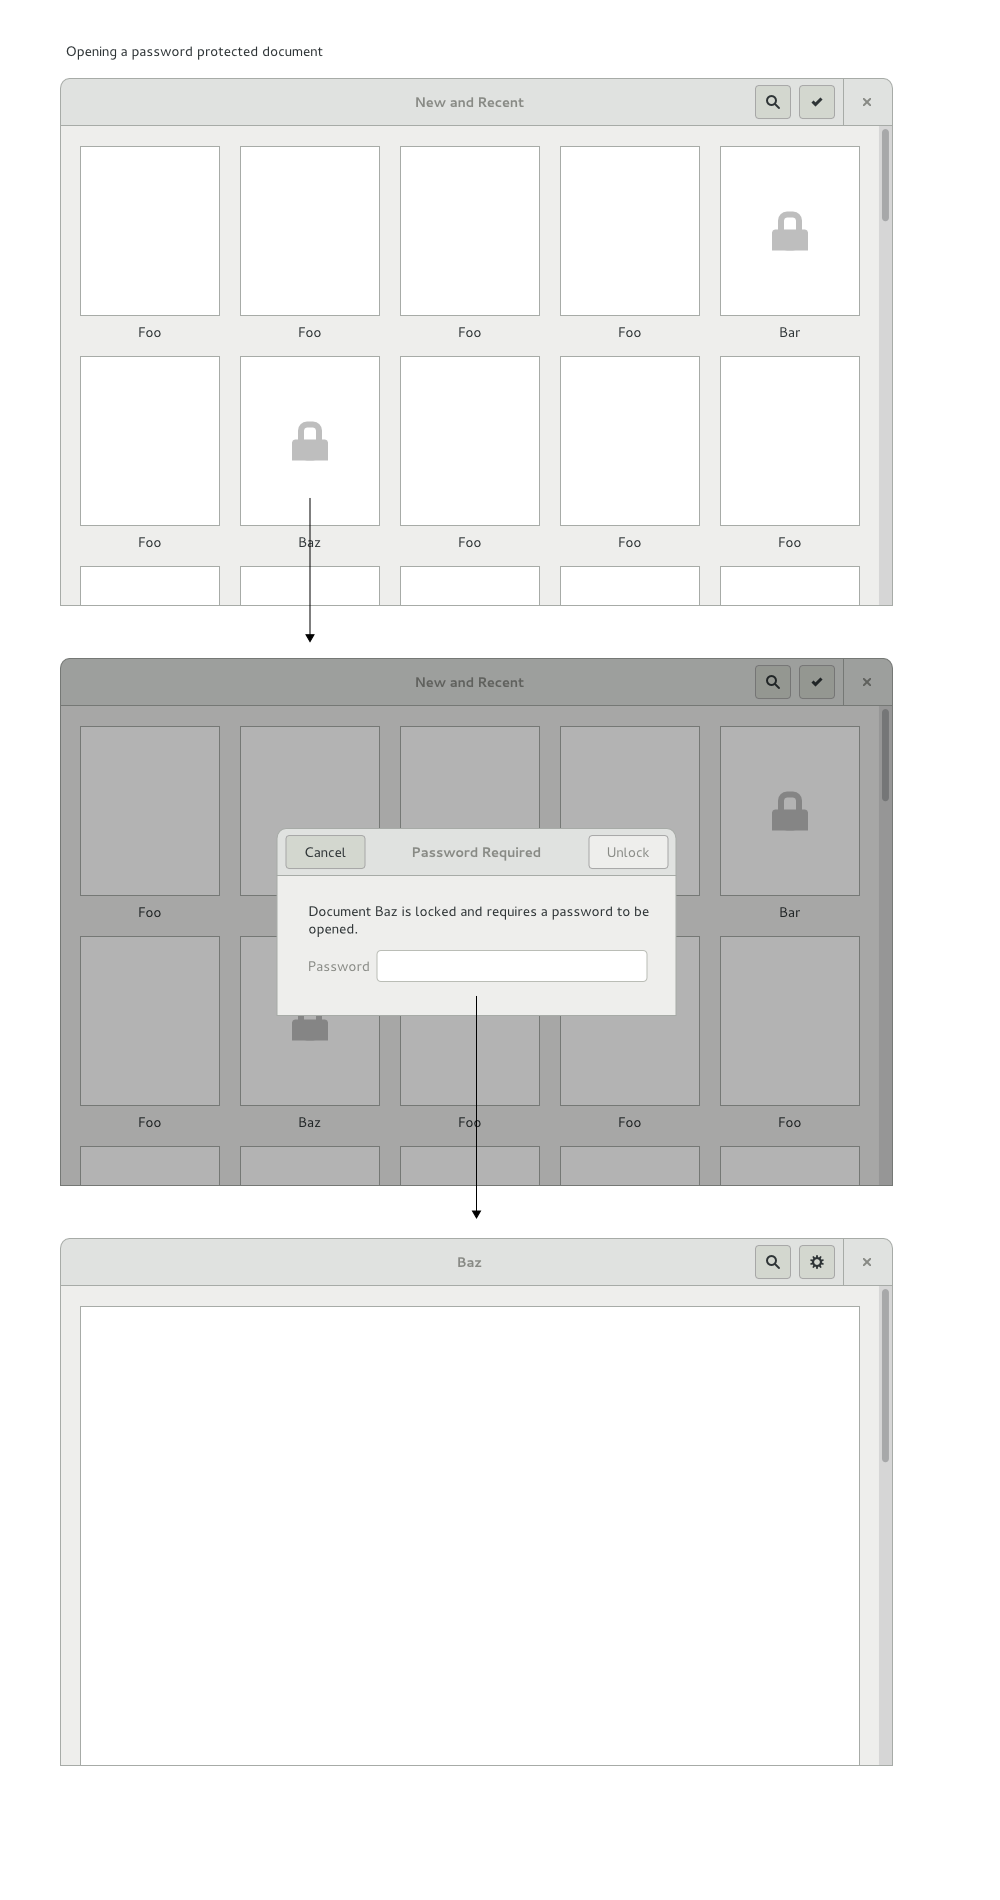 Opening a password protected document
New and Recent
Foo Foo Foo Foo Bar
Foo Baz Foo Foo Foo
New and Recent
Cancel Password Required Unlock
Document Baz is locked and requires a password to be
opened.
Password
Foo Bar
Foo Baz Foo Foo Foo
Baz